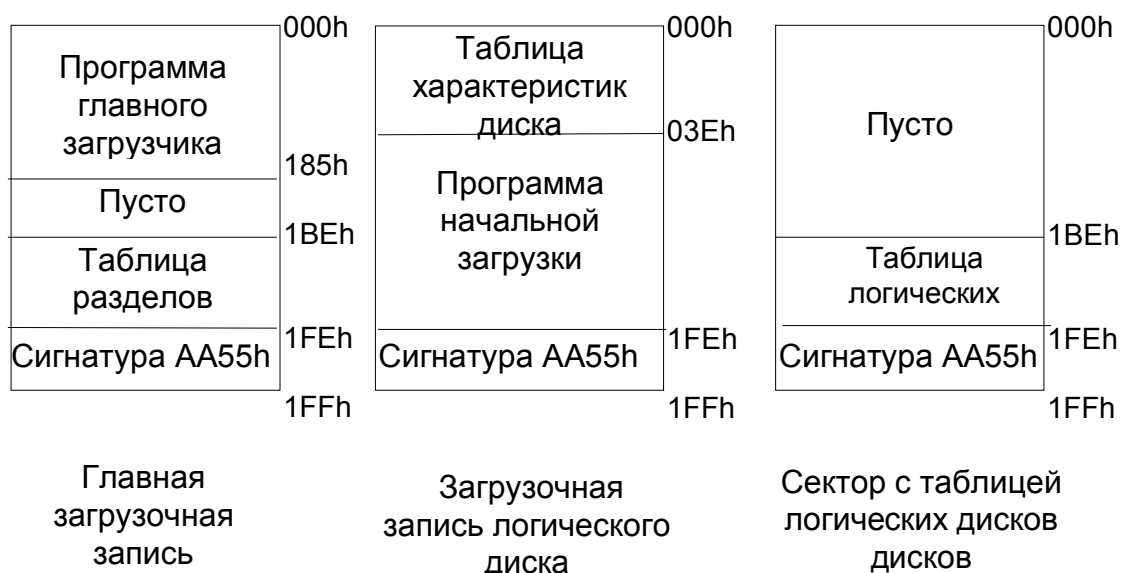 000h
Программа
главного
загрузчика
185h
Пусто
1BEh
Таблица
разделов
1FEh
Сигнатура AA55h
1FFh
Главная
загрузочная
запись
000h
Таблица
характеристик
диска
03Eh
Программа
начальной
загрузки
1FEh
Сигнатура AA55h
1FFh
Загрузочная
запись логического
диска
000h
Пусто
1BEh
Таблица
логических
1FEh
Сигнатура AA55h
1FFh
Сектор с таблицей
логических дисков
дисков